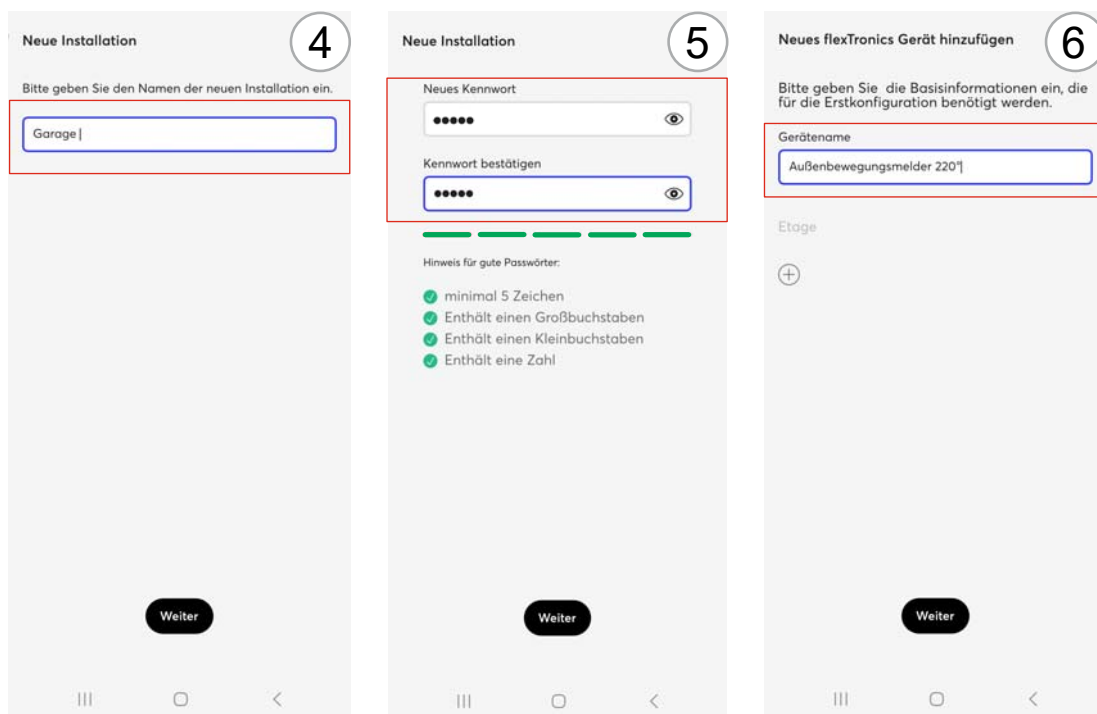 4
Neue Installation
Bitte geben Sie den Namen der neuen Installation ein.
Garage
Weiter
5
Neue Installation
Neues Kennwort
●●●●●
Kennwort bestätigen
●●●●●
Hinweis für gute Passwörter:
minimal 5 Zeichen
Enthält einen Großbuchstaben
Enthält einen Kleinbuchstaben
Enthält eine Zahl
Weiter
6
Neues flexTronics Gerät hinzufügen
Bitte geben Sie die Basisinformationen ein, die
für die Erstkonfiguration benötigt werden.
Gerätename
Außenbewegungsmelder 220°
Etage
Weiter